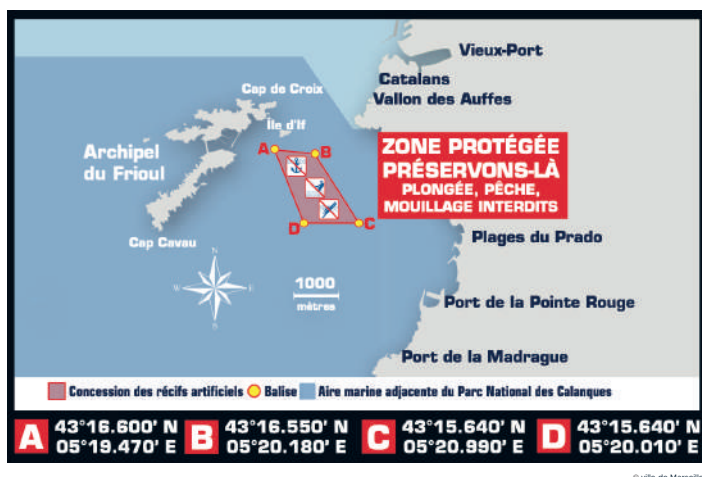 Vieux-Port
Catalans
Vallon des Auffes
Cap de Croix
Île d'If
Archipel
du Frioul
A
B
ZONE PROTÉGÉE
PRÉSERVONS-LÀ
PLONGÉE, PÊCHE,
MOUILLAGE INTERDITS
D
C
Cap Cavau
Plages du Prado
N
W
E
S
1000
mètres
Port de la Pointe Rouge
Port de la Madrague
Concession des récifs artificiels
Balise
Aire marine adjacente du Parc National des Calanques
A 43°16.600' N
05°19.470' E
B 43°16.550' N
05°20.180' E
C 43°15.640' N
05°20.990' E
D 43°15.640' N
05°20.010' E
© ville de Marseille